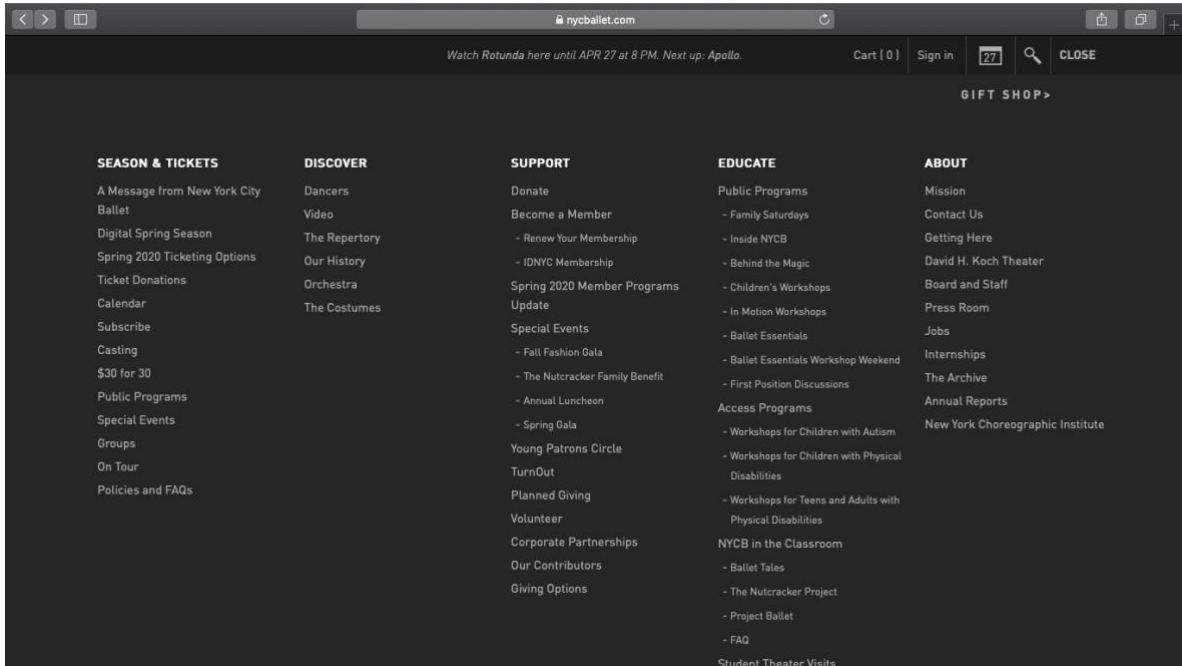 nycballet.com
Watch Rotunda here until APR 27 at 8 PM. Next up: Apollo.
Cart ( 0 )
Sign in
27
CLOSE
GIFT SHOP>
SEASON & TICKETS
A Message from New York City
Ballet
Digital Spring Season
Spring 2020 Ticketing Options
Ticket Donations
Calendar
Subscribe
Casting
$30 for 30
Public Programs
Special Events
Groups
On Tour
Policies and FAQs
DISCOVER
Dancers
Video
The Repertory
Our History
Orchestra
The Costumes
SUPPORT
Donate
Become a Member
- Renew Your Membership
- IDNYC Membership
Spring 2020 Member Programs
Update
Special Events
- Fall Fashion Gala
- The Nutcracker Family Benefit
- Annual Luncheon
- Spring Gala
Young Patrons Circle
TurnOut
Planned Giving
Volunteer
Corporate Partnerships
Our Contributors
Giving Options
EDUCATE
Public Programs
- Family Saturdays
- Inside NYCB
- Behind the Magic
- Children's Workshops
- In Motion Workshops
- Ballet Essentials
- Ballet Essentials Workshop Weekend
- First Position Discussions
Access Programs
- Workshops for Children with Autism
- Workshops for Children with Physical
Disabilities
- Workshops for Teens and Adults with
Physical Disabilities
NYCB in the Classroom
- Ballet Tales
- The Nutcracker Project
- Project Ballet
- FAQ
Student Theater Visits
ABOUT
Mission
Contact Us
Getting Here
David H. Koch Theater
Board and Staff
Press Room
Jobs
Internships
The Archive
Annual Reports
New York Choreographic Institute